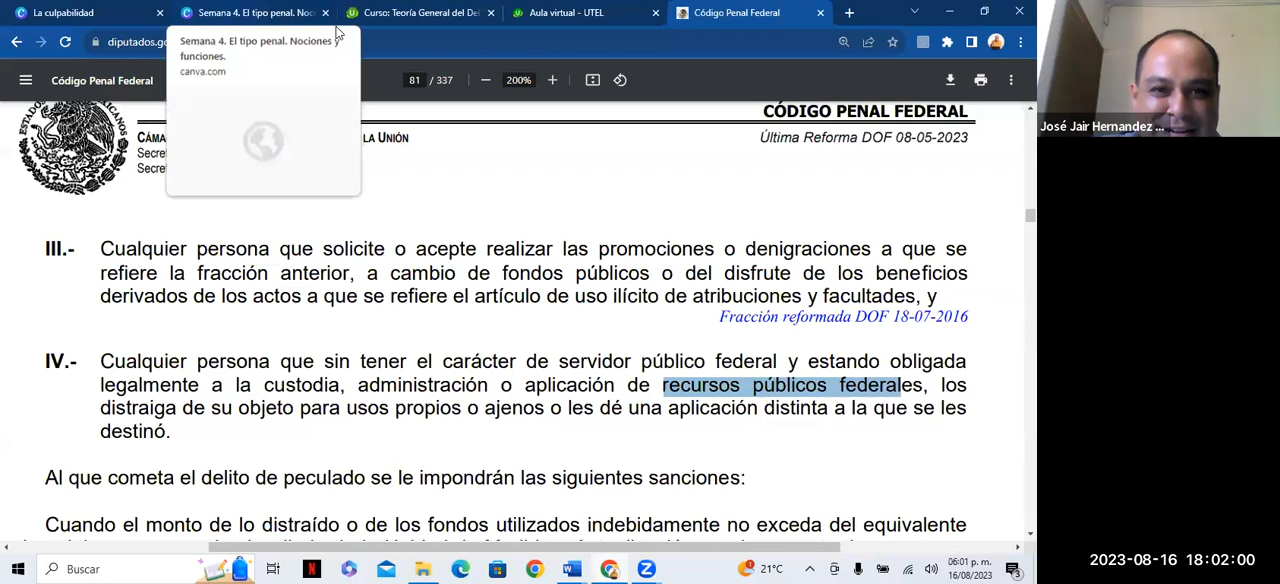 La culpabilidad
Semana 4. El tipo penal. Noci
Curso: Teoría General del De
Aula virtual - UTEL
Código Penal Federal
diputados.go
Semana 4. El tipo penal. Nociones y
funciones.
canva.com
Código Penal Federal
81 / 337
200%
José Jair Hernandez ...
CÓDIGO PENAL FEDERAL
CÁMA
LA UNIÓN
Última Reforma DOF 08-05-2023
Secre
Secre
III.- Cualquier persona que solicite o acepte realizar las promociones o denigraciones a que se
refiere la fracción anterior, a cambio de fondos públicos o del disfrute de los beneficios
derivados de los actos a que se refiere el artículo de uso ilícito de atribuciones y facultades, y
Fracción reformada DOF 18-07-2016
IV.- Cualquier persona que sin tener el carácter de servidor público federal y estando obligada
legalmente a la custodia, administración o aplicación de recursos públicos federales, los
distraiga de su objeto para usos propios o ajenos o les dé una aplicación distinta a la que se les
destinó.
Al que cometa el delito de peculado se le impondrán las siguientes sanciones:
Cuando el monto de lo distraído o de los fondos utilizados indebidamente no exceda del equivalente
Buscar
21°C
06:01 p. m.
16/08/2023
3
2023-08-16 18:02:00